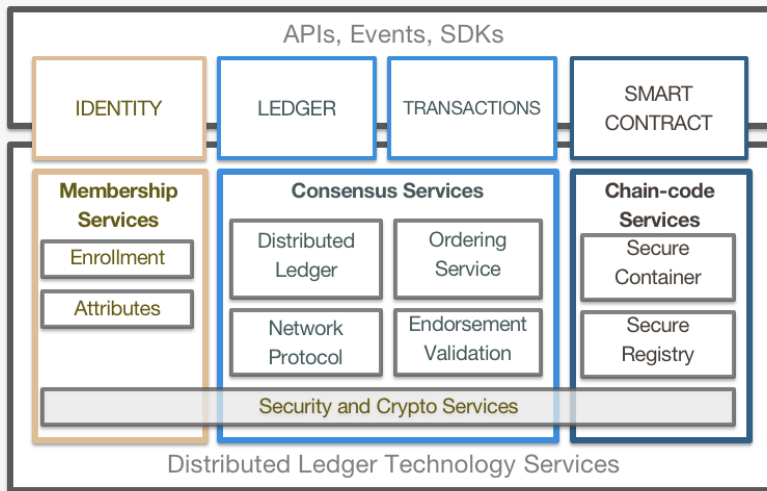 APIs, Events, SDKs
IDENTITY
LEDGER
TRANSACTIONS
SMART
CONTRACT
Membership
Services
Enrollment
Attributes
Consensus Services
Distributed
Ledger
Ordering
Service
Network
Protocol
Endorsement
Validation
Chain-code
Services
Secure
Container
Secure
Registry
Security and Crypto Services
Distributed Ledger Technology Services